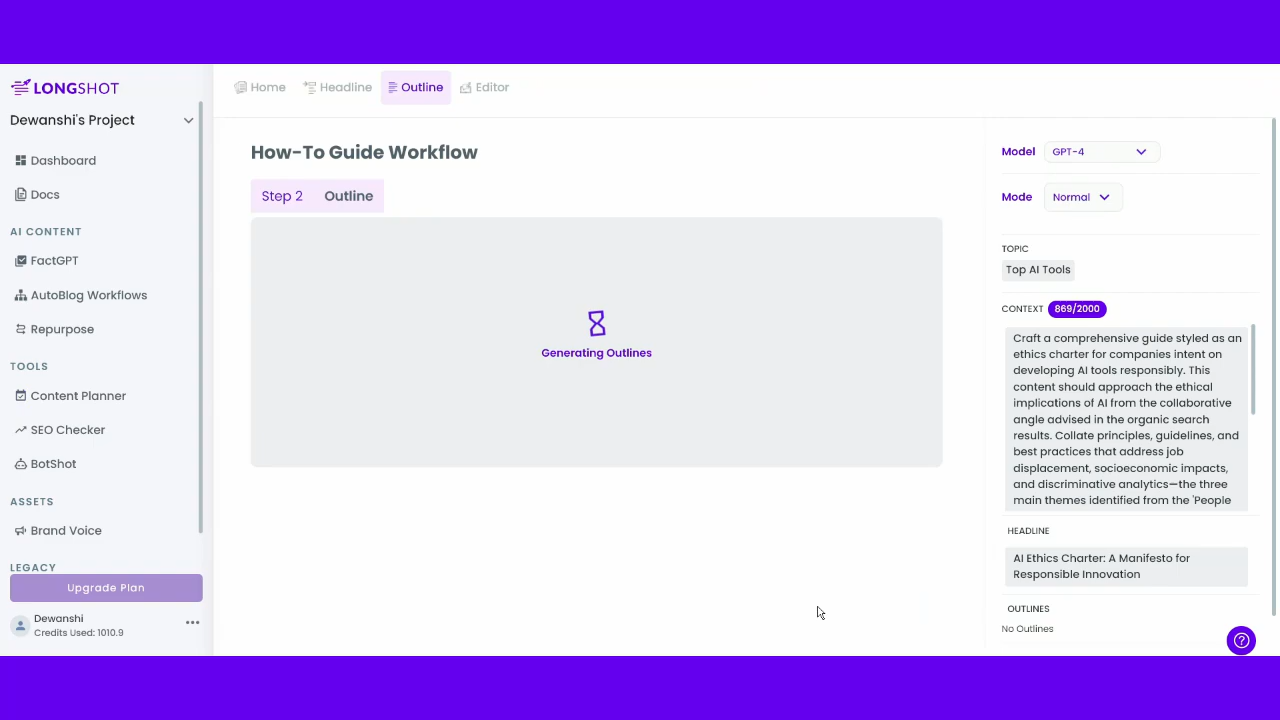 LONGSHOT
Dewanshi's Project
Dashboard
Docs
AI CONTENT
FactGPT
AutoBlog Workflows
Repurpose
TOOLS
Content Planner
SEO Checker
BotShot
ASSETS
Brand Voice
LEGACY
Upgrade Plan
Dewanshi
Credits Used: 1010.9
Home
Headline
Outline
Editor
How-To Guide Workflow
Step 2 Outline
Generating Outlines
Model GPT-4
Mode Normal
TOPIC
Top AI Tools
CONTEXT 869/2000
Craft a comprehensive guide styled as an
ethics charter for companies intent on
developing AI tools responsibly. This
content should approach the ethical
implications of AI from the collaborative
angle advised in the organic search
results. Collate principles, guidelines, and
best practices that address job
displacement, socioeconomic impacts,
and discriminative analytics—the three
main themes identified from the 'People
HEADLINE
AI Ethics Charter: A Manifesto for
Responsible Innovation
OUTLINES
No Outlines